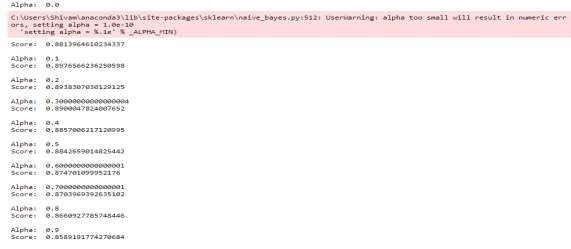 Alpha:  0.0
C:\Users\Shivam\anaconda3\lib\site-packages\sklearn\naive_bayes.py:512: UserWarning: alpha too small will result in numeric err
ors, setting alpha = 1.0e-10
  'setting alpha = %.1e' % _ALPHA_MIN)
Score:  0.8813964610234337
Alpha:  0.1
Score:  0.8976566236250598
Alpha:  0.2
Score:  0.8938307030129125
Alpha:  0.30000000000000004
Score:  0.8900047824007652
Alpha:  0.4
Score:  0.8857006217120995
Alpha:  0.5
Score:  0.8842659014825442
Alpha:  0.6000000000000001
Score:  0.874701099952176
Alpha:  0.7000000000000001
Score:  0.8703969392635102
Alpha:  0.8
Score:  0.8660927785748446
Alpha:  0.9
Score:  0.8589191774270684